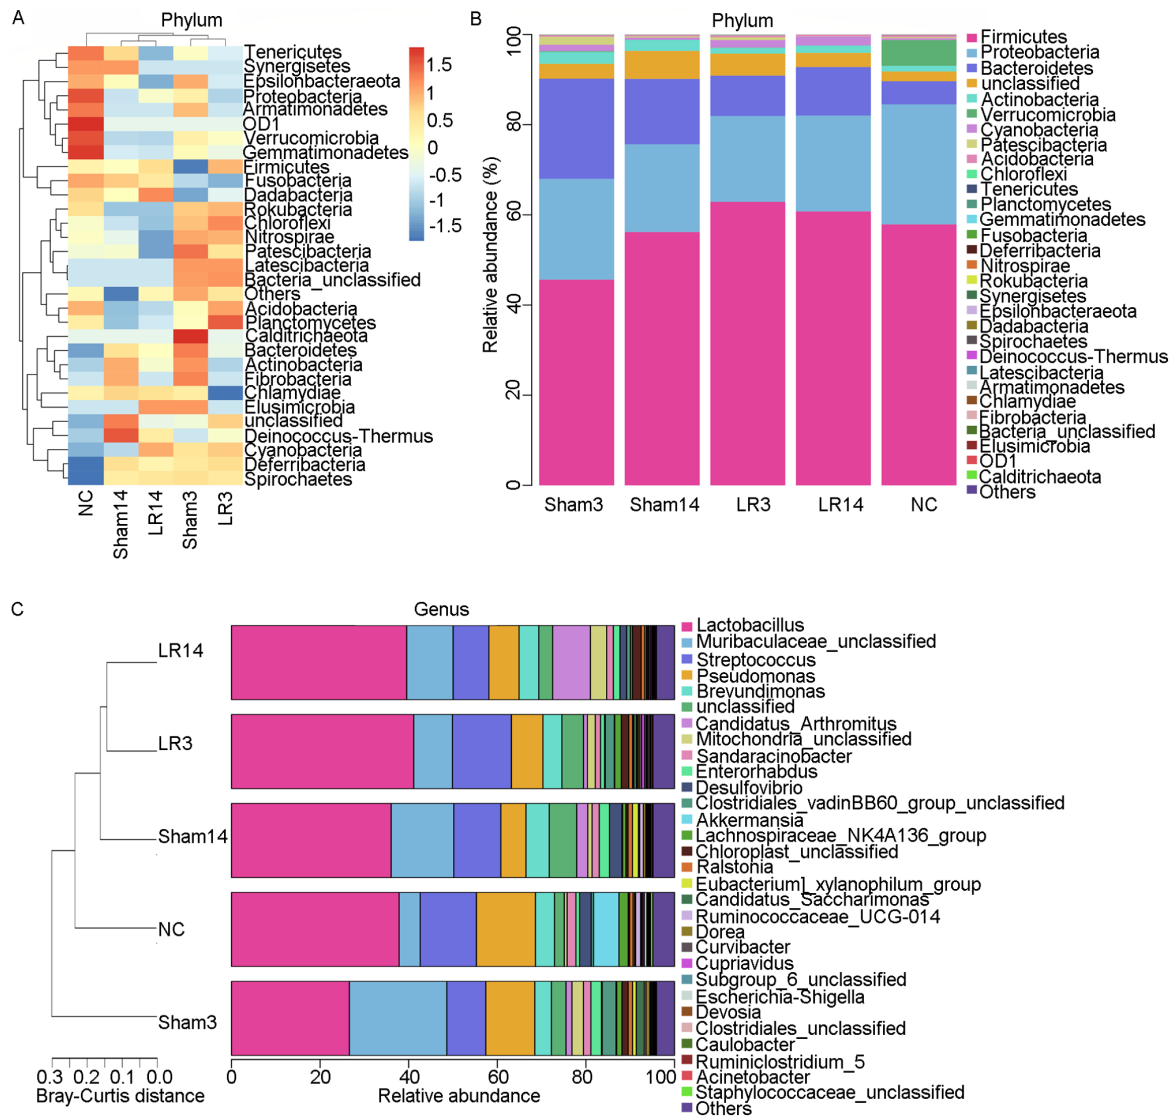 A
Phylum
Tenericutes
Synergisetes
Epsilonbacteraeota
Proteobacteria
Armatimonadetes
OD1
Verrucomicrobia
Gemmatimonadetes
Firmicutes
Fusobacteria
Dadabacteria
Rokubacteria
Chloroflexi
Nitrospirae
Patescibacteria
Latescibacteria
Bacteria_unclassified
Others
Acidobacteria
Planctomycetes
Calditrichaeota
Bacteroidetes
Actinobacteria
Fibrobacteria
Chlamydiae
Elusimicrobia
unclassified
Deinococcus-Thermus
Cyanobacteria
Deferribacteria
Spirochaetes
1.5
1
0.5
0
-0.5
-1
-1.5
NC
Sham14
LR14
Sham3
LR3
B
Phylum
Relative abundance (%)
100
80
60
40
20
0
Sham3
Sham14
LR3
LR14
NC
Firmicutes
Proteobacteria
Bacteroidetes
unclassified
Actinobacteria
Verrucomicrobia
Cyanobacteria
Patescibacteria
Acidobacteria
Chloroflexi
Tenericutes
Planctomycetes
Gemmatimonadetes
Fusobacteria
Deferribacteria
Nitrospirae
Rokubacteria
Synergisetes
Epsilonbacteraeota
Dadabacteria
Spirochaetes
Deinococcus-Thermus
Latescibacteria
Armatimonadetes
Chlamydiae
Fibrobacteria
Bacteria_unclassified
Elusimicrobia
OD1
Calditrichaeota
Others
C
Genus
LR14
LR3
Sham14
NC
Sham3
0.3 0.2 0.1 0.0
Bray-Curtis distance
0 20 40 60 80 100
Relative abundance
Lactobacillus
Muribaculaceae_unclassified
Streptococcus
Pseudomonas
Brevundimonas
unclassified
Candidatus_Arthromitus
Mitochondria_unclassified
Sandaracinobacter
Enterorhabdus
Desulfovibrio
Clostridiales_vadinBB60_group_unclassified
Akkermansia
Lachnospiraceae_NK4A136_group
Chloroplast_unclassified
Ralstonia
Eubacterium]_xylanophilum_group
Candidatus_Saccharimonas
Ruminococcaceae_UCG-014
Dorea
Curvibacter
Cupriavidus
Subgroup_6_unclassified
Escherichia-Shigella
Devosia
Clostridiales_unclassified
Caulobacter
Ruminiclostridium_5
Acinetobacter
Staphylococcaceae_unclassified
Others